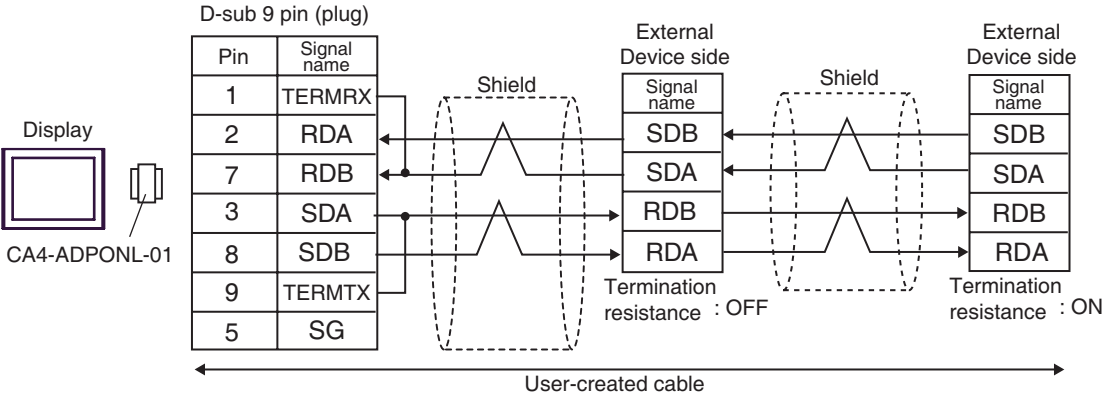 D-sub 9 pin (plug)
Pin Signal name
1 TERMRX
2 RDA
7 RDB
3 SDA
8 SDB
9 TERMTX
5 SG
Display
CA4-ADPONL-01
Shield
External
Device side
Signal
name
SDB
SDA
RDB
RDA
Termination
resistance : OFF
Shield
External
Device side
Signal
name
SDB
SDA
RDB
RDA
Termination
resistance : ON
User-created cable